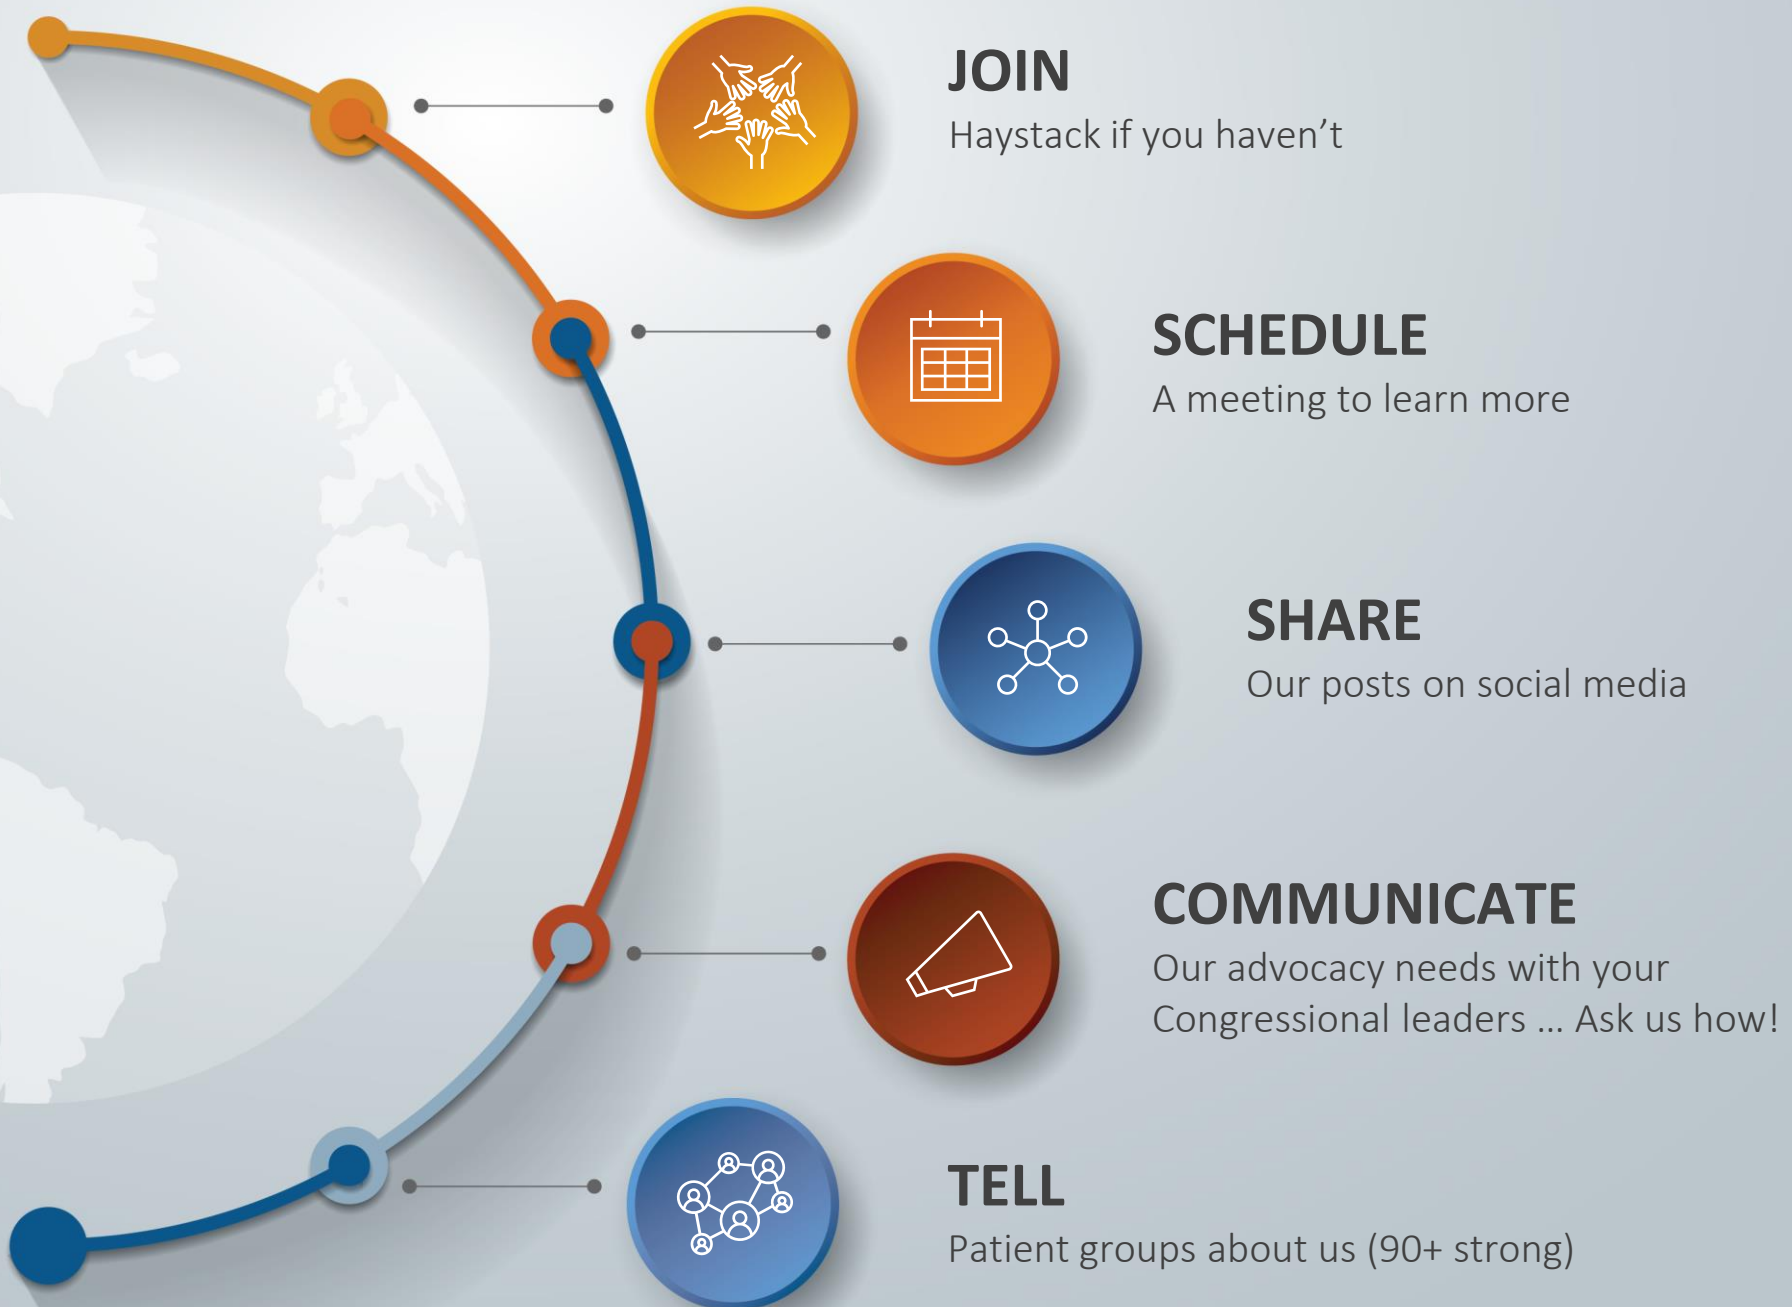 JOIN
Haystack if you haven’t
SCHEDULE
A meeting to learn more
SHARE
Our posts on social media
COMMUNICATE
Our advocacy needs with your
Congressional leaders ... Ask us how!
TELL
Patient groups about us (90+ strong)